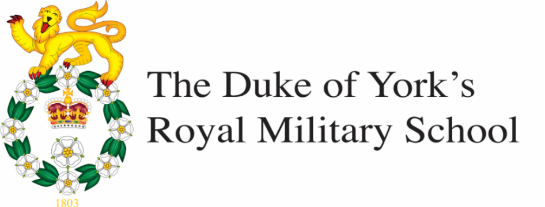 The Duke of York's
Royal Military School
1803